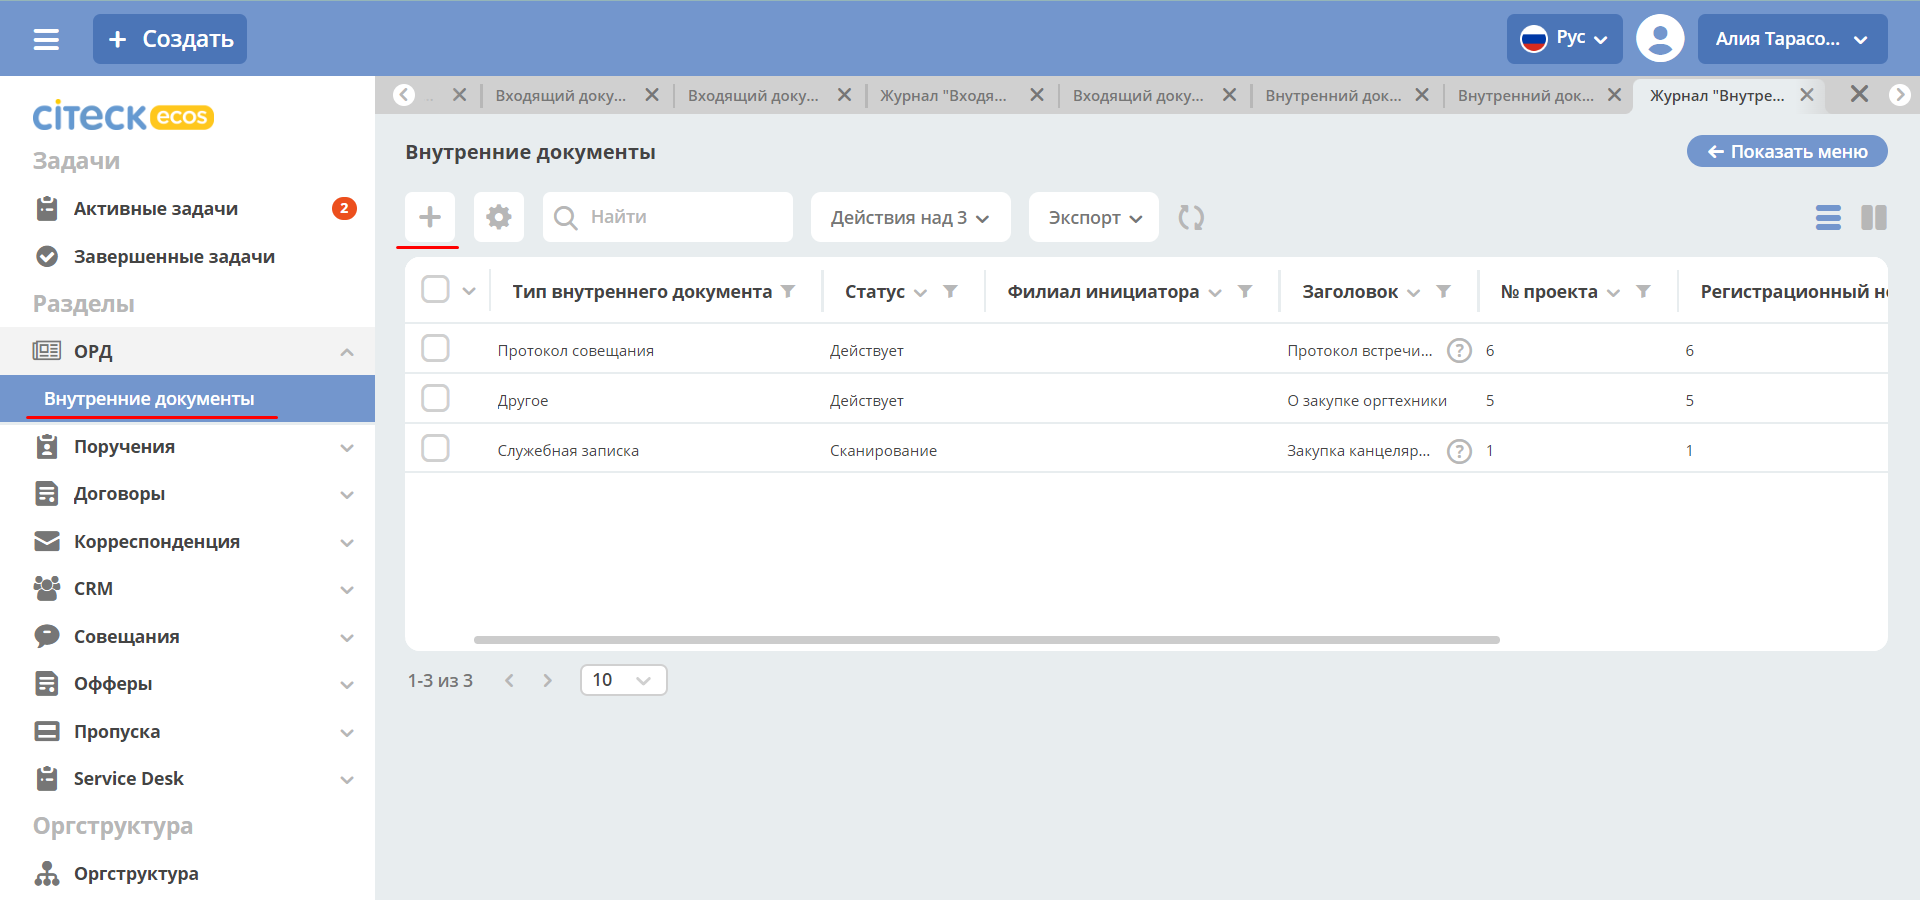 Создать
Рус
Алия Тарасо...
citeck ecos
Задачи
Активные задачи
2
Завершенные задачи
Разделы
ОРД
Внутренние документы
Поручения
Договоры
Корреспонденция
CRM
Совещания
Офферы
Пропуска
Service Desk
Оргструктура
Оргструктура
..
Входящий доку...
Входящий доку...
Журнал "Входя...
Входящий доку...
Внутренний док...
Внутренний док...
Журнал "Внутре...
Внутренние документы
Показать меню
Найти
Действия над 3
Экспорт
Тип внутреннего документа Статус Филиал инициатора Заголовок № проекта Регистрационный н
Протокол совещания Действует Протокол встречи... ? 6 6
Другое Действует О закупке оргтехники 5 5
Служебная записка Сканирование Закупка канцеляр... ? 1 1
1-3 из 3
10